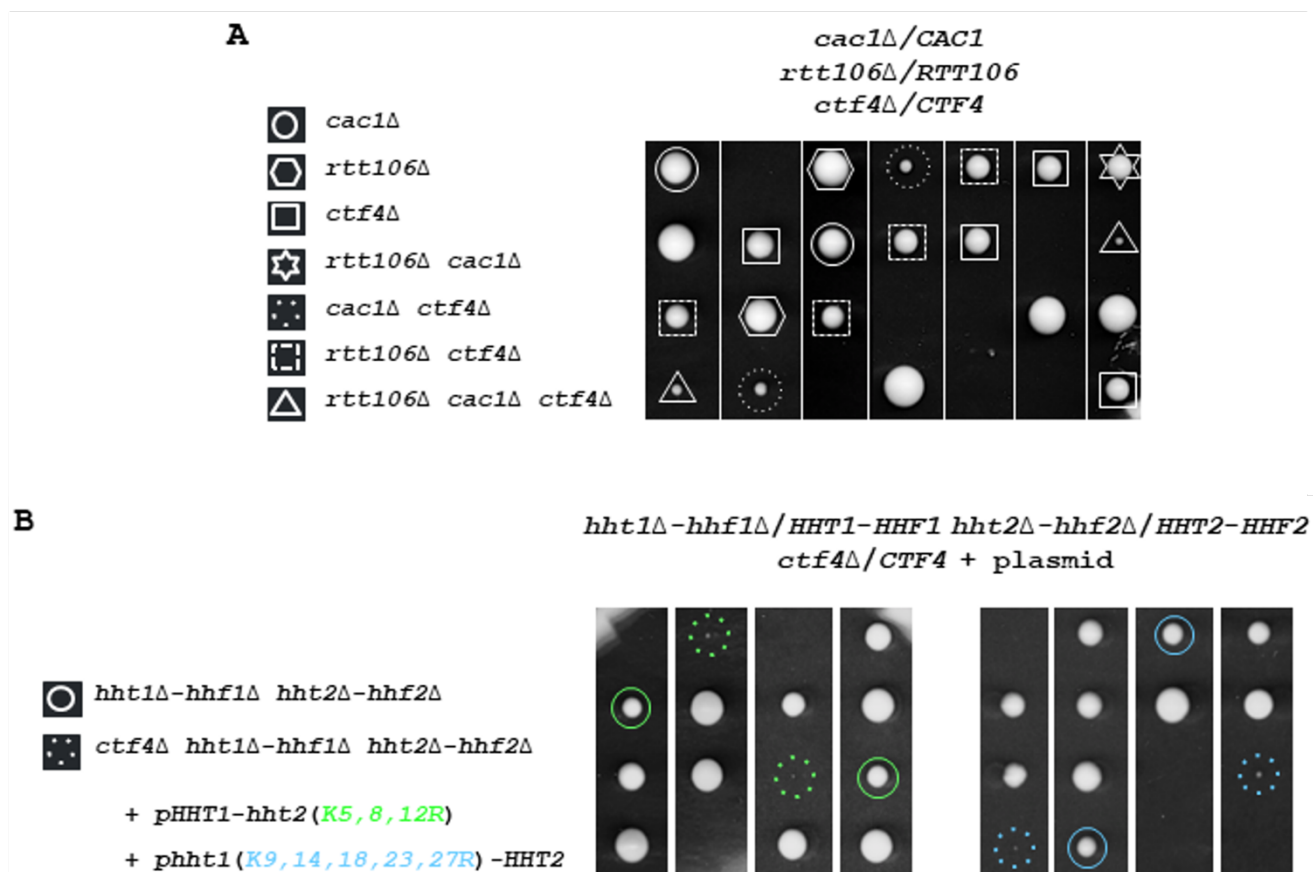 A
cac1Δ/CAC1
rtt106Δ/RTT106
ctf4Δ/CTF4
cac1Δ
rtt106Δ
ctf4Δ
rtt106Δ cac1Δ
cac1Δ ctf4Δ
rtt106Δ ctf4Δ
rtt106Δ cac1Δ ctf4Δ
B
hht1Δ-hhf1Δ/HHT1-HHF1 hht2Δ-hhf2Δ/HHT2-HHF2
ctf4Δ/CTF4 + plasmid
hht1Δ-hhf1Δ hht2Δ-hhf2Δ
ctf4Δ hht1Δ-hhf1Δ hht2Δ-hhf2Δ
+ pHHT1-hht2(K5,8,12R)
+ phht1(K9,14,18,23,27R)-HHT2